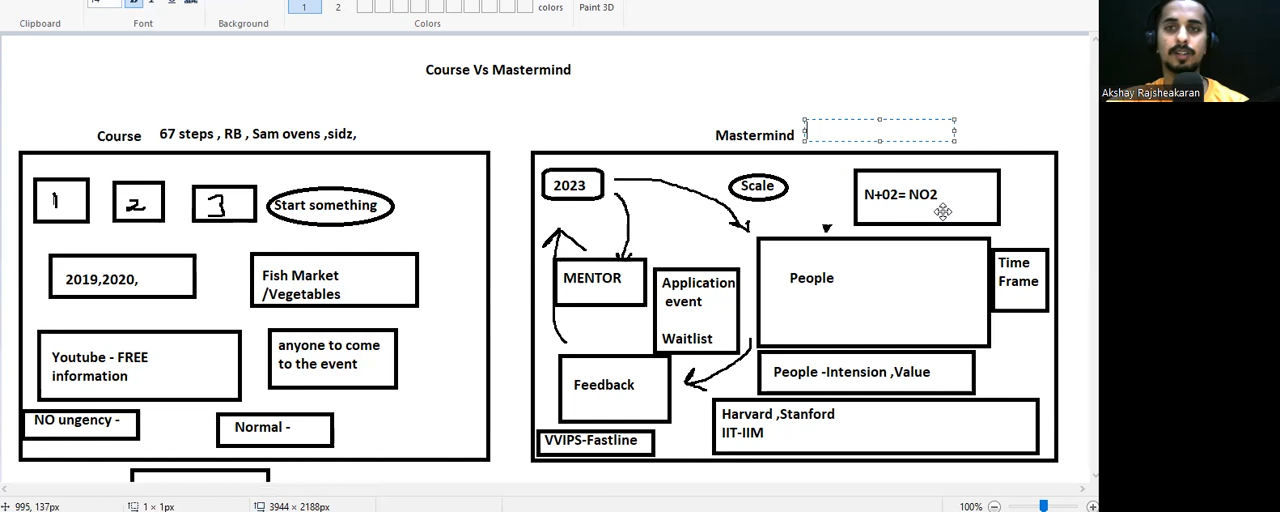 Clipboard
Font
Background
1
2
Colors
colors
Paint 3D
Akshay Rajsheakaran
Course Vs Mastermind
Course 67 steps , RB , Sam ovens ,sidz,
1
2
3
Start something
2019,2020,
Fish Market
/Vegetables
Youtube - FREE
information
anyone to come
to the event
NO urgency -
Normal -
Mastermind
2023
Scale
N+02= NO2
MENTOR
Application
event
Waitlist
People
Time
Frame
Feedback
People -Intension ,Value
Harvard ,Stanford
IIT-IIM
VVIPS-Fastline
995, 137px
1 × 1px
3944 × 2188px
100%